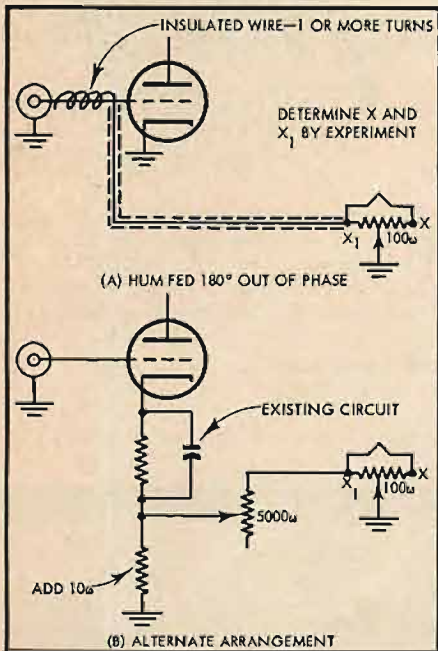 INSULATED WIRE—1 OR MORE TURNS
DETERMINE X AND
X₁ BY EXPERIMENT
X₁
100ω
X
(A) HUM FED 180° OUT OF PHASE
EXISTING CIRCUIT
X₁
100ω
X
5000ω
ADD 10ω
(B) ALTERNATE ARRANGEMENT